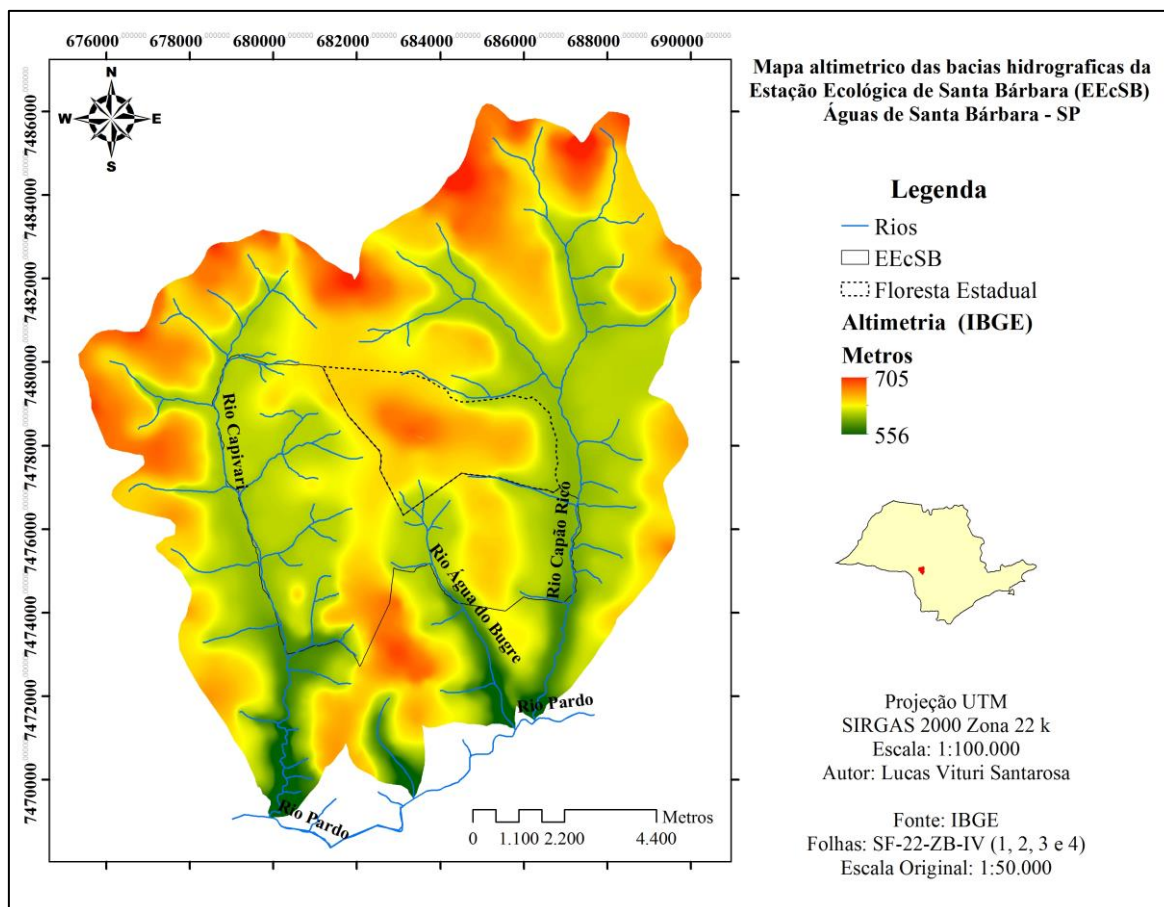 676000 678000 680000 682000 684000 686000 688000 690000
7486000
7484000
7482000
7480000
7478000
7476000
7474000
7472000
7470000
N
W E
S
Rio Capivari
Rio Água do Bugre
Rio Capão Rico
Rio Pardo
Rio Pardo
Metros
0 1.100 2.200 4.400
Mapa altimetrico das bacias hidrograficas da
Estação Ecológica de Santa Bárbara (EEcSB)
Águas de Santa Bárbara - SP
Legenda
Rios
EEcSB
Floresta Estadual
Altimetria (IBGE)
Metros
705
556
Projeção UTM
SIRGAS 2000 Zona 22 k
Escala: 1:100.000
Autor: Lucas Vituri Santarosa
Fonte: IBGE
Folhas: SF-22-ZB-IV (1, 2, 3 e 4)
Escala Original: 1:50.000